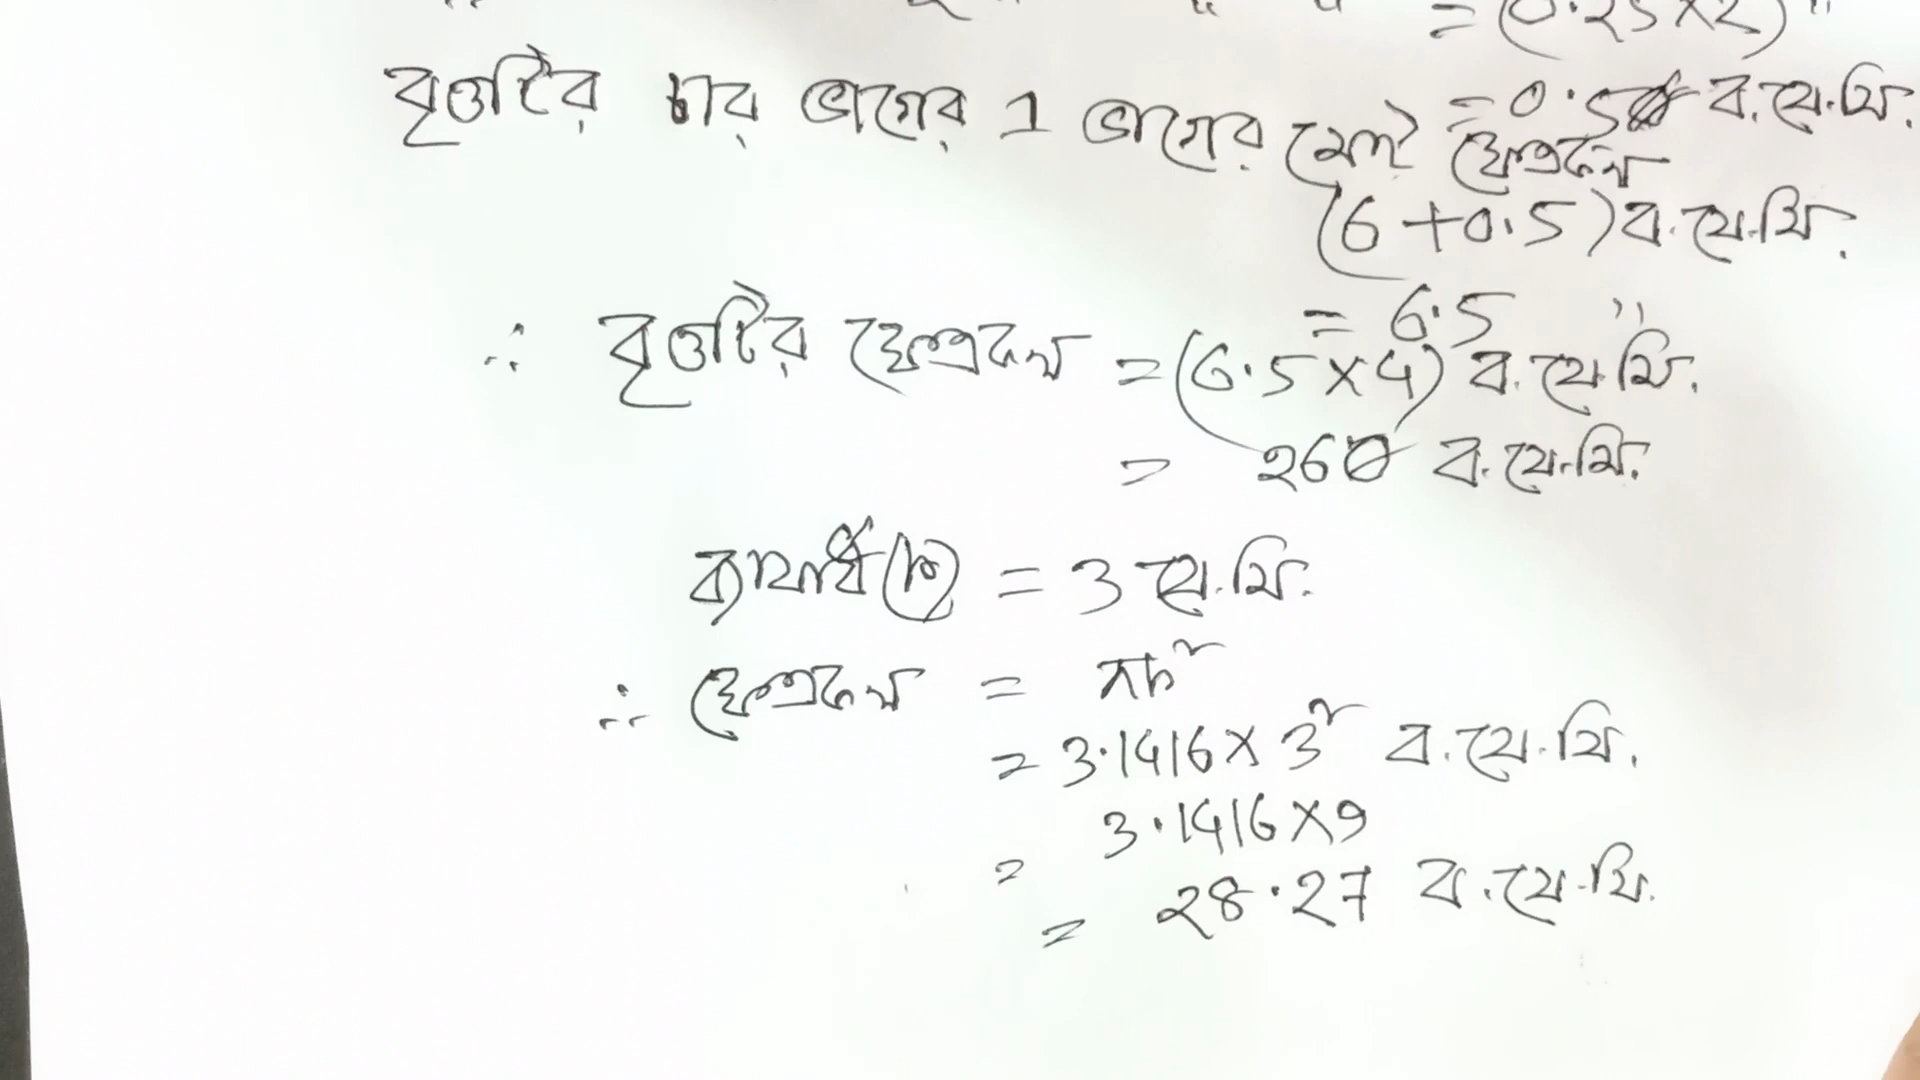 = (0.25×2) "
= 0.5 ব.সে.মি.
বৃত্তটির চার ভাগের 1 ভাগের মোট ক্ষেত্রফল
(6+0.5) ব.সে.মি.
= 6.5 "
∴ বৃত্তটির ক্ষেত্রফল = (6.5×4) ব.সে.মি.
= 26 ব.সে.মি.
ব্যাসার্ধ (r) = 3 সে.মি.
∴ ক্ষেত্রফল = πr²
= 3.1416×3² ব.সে.মি.
= 3.1416×9
= 28.27 ব.সে.মি.